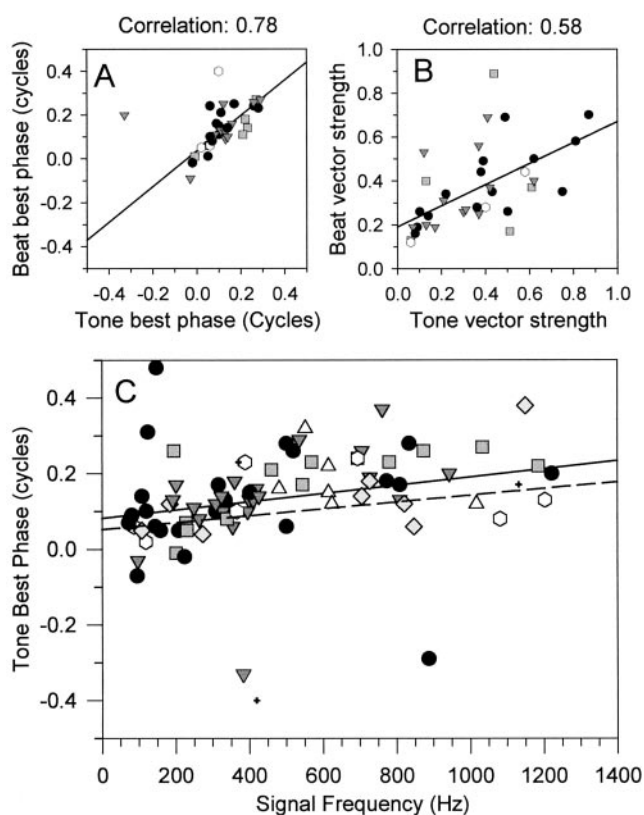 Correlation: 0.78
Correlation: 0.58
A
B
Beat best phase (cycles)
0.4
0.2
0.0
-0.2
-0.4
-0.4 -0.2 0.0 0.2 0.4
Tone best phase (Cycles)
Beat vector strength
1.0
0.8
0.6
0.4
0.2
0.0
0.0 0.2 0.4 0.6 0.8 1.0
Tone vector strength
C
Tone Best Phase (cycles)
0.4
0.2
0.0
-0.2
-0.4
0 200 400 600 800 1000 1200 1400
Signal Frequency (Hz)